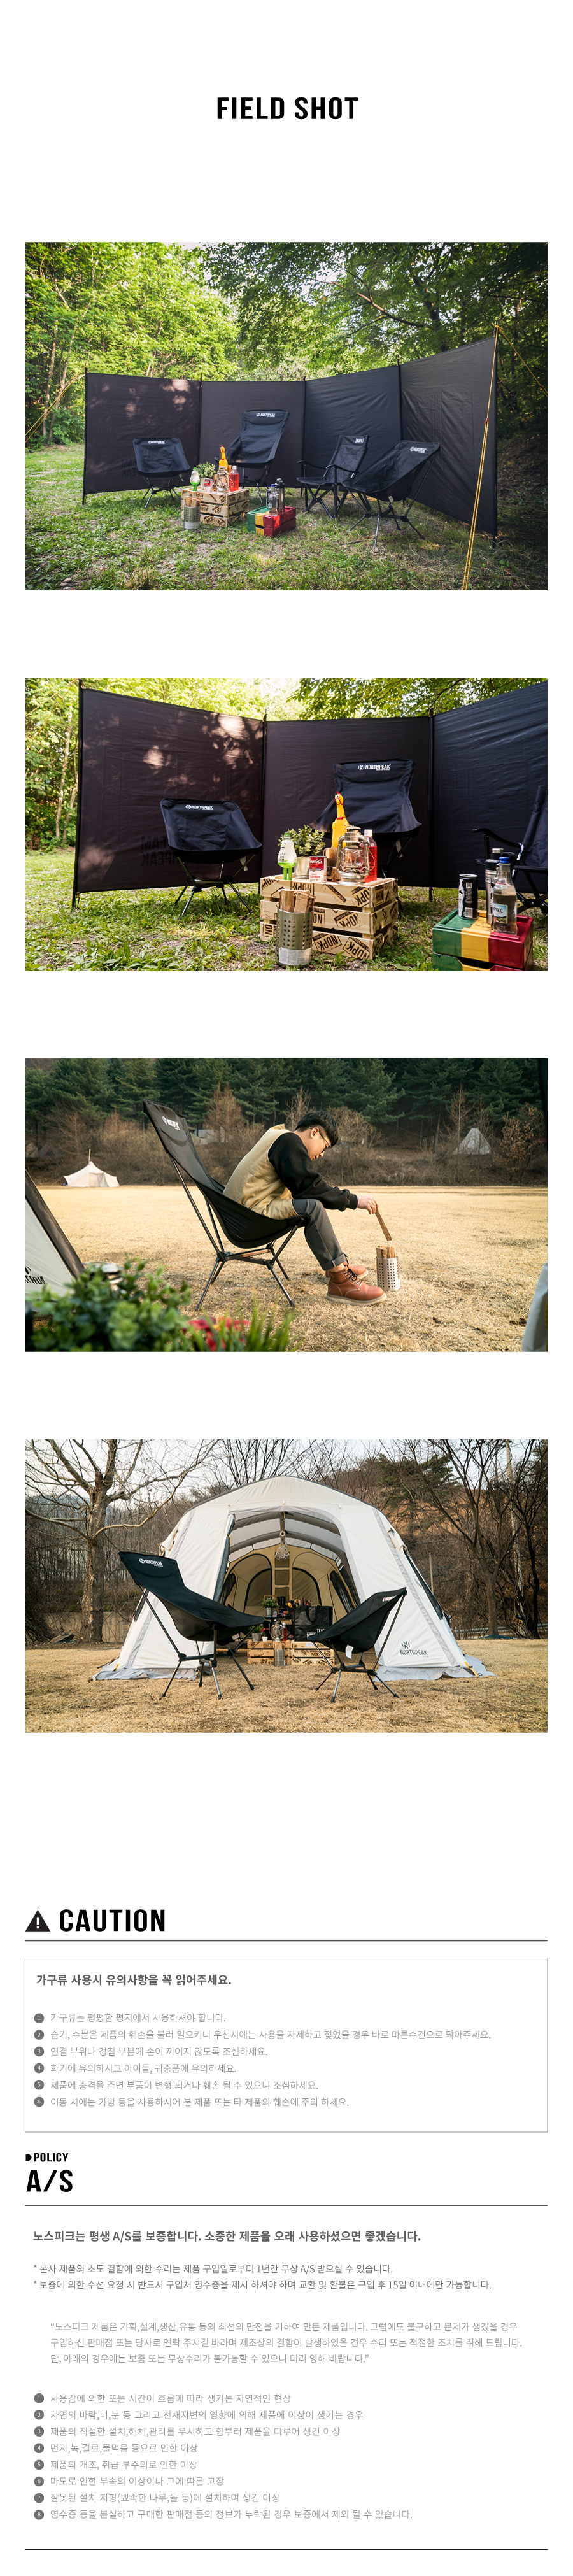 FIELD SHOT
NORTHPEAK
NORTHPEAK
NORTHPEAK
NORTHPEAK
NORTHPEAK
NOPK
NORTHPEAK
NORTHPEAK
CAUTION
가구류 사용시 유의사항을 꼭 읽어주세요.
1 가구류는 평평한 평지에서 사용하셔야 합니다.
2 습기, 수분은 제품의 훼손을 불러 일으키니 우천시에는 사용을 자제하고 젖었을 경우 바로 마른수건으로 닦아주세요.
3 연결 부위나 겹침 부분에 손이 끼이지 않도록 조심하세요.
4 화기에 유의하시고 아이들, 귀중품에 유의하세요.
5 제품에 충격을 주면 부품이 변형 되거나 훼손 될 수 있으니 조심하세요.
6 이동 시에는 가방 등을 사용하시어 본 제품 또는 타 제품의 훼손에 주의 하세요.
POLICY
A/S
노스피크는 평생 A/S를 보증합니다. 소중한 제품을 오래 사용하셨으면 좋겠습니다.
* 본사 제품의 초도 결함에 의한 수리는 제품 구입일로부터 1년간 무상 A/S 받으실 수 있습니다.
* 보증에 의한 수선 요청 시 반드시 구입처 영수증을 제시 하셔야 하며 교환 및 환불은 구입 후 15일 이내에만 가능합니다.
“노스피크 제품은 기획,설계,생산,유통 등의 최선의 만전을 기하여 만든 제품입니다. 그럼에도 불구하고 문제가 생겼을 경우
구입하신 판매점 또는 당사로 연락 주시길 바라며 제조상의 결함이 발생하였을 경우 수리 또는 적절한 조치를 취해 드립니다.
단, 아래의 경우에는 보증 또는 무상수리가 불가능할 수 있으니 미리 양해 바랍니다.”
1 사용감에 의한 또는 시간이 흐름에 따라 생기는 자연적인 현상
2 자연의 바람,비,눈 등 그리고 천재지변의 영향에 의해 제품에 이상이 생기는 경우
3 제품의 적절한 설치,해체,관리를 무시하고 함부러 제품을 다루어 생긴 이상
4 먼지,녹,결로,물먹음 등으로 인한 이상
5 제품의 개조, 취급 부주의로 인한 이상
6 마모로 인한 부속의 이상이나 그에 따른 고장
7 잘못된 설치 지형(뾰족한 나무,돌 등)에 설치하여 생긴 이상
8 영수증 등을 분실하고 구매한 판매점 등의 정보가 누락된 경우 보증에서 제외 될 수 있습니다.